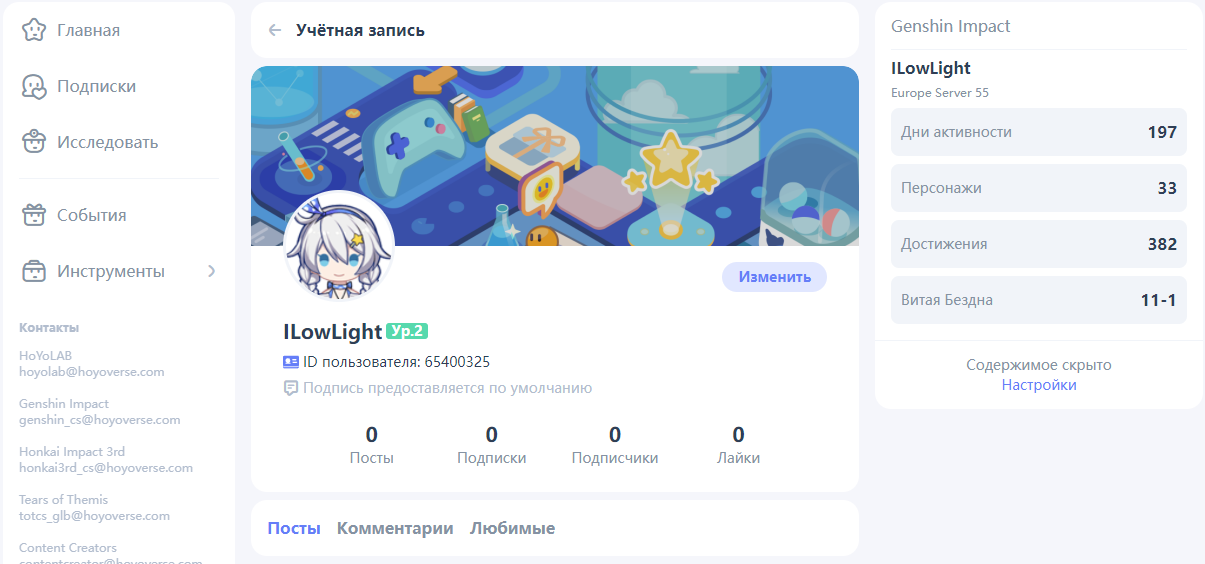 Главная
Подписки
Исследовать
События
Инструменты
Контакты
HoYoLAB
hoyolab@hoyoverse.com
Genshin Impact
genshin_cs@hoyoverse.com
Honkai Impact 3rd
honkai3rd_cs@hoyoverse.com
Tears of Themis
totcs_glb@hoyoverse.com
Content Creators
contentcreator@hoyoverse.com
Учётная запись
Изменить
ILowLight Ур.2
ID пользователя: 65400325
Подпись предоставляется по умолчанию
0 0 0 0
Посты Подписки Подписчики Лайки
Посты Комментарии Любимые
Genshin Impact
ILowLight
Europe Server 55
Дни активности 197
Персонажи 33
Достижения 382
Витая Бездна 11-1
Содержимое скрыто
Настройки